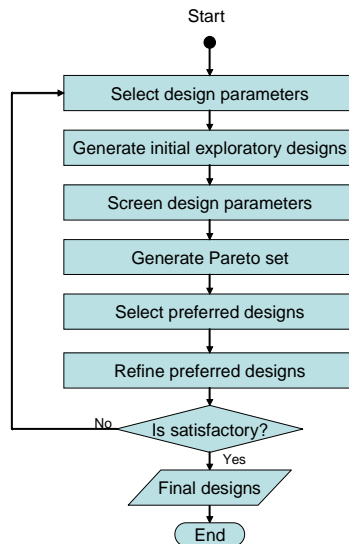 Start
Select design parameters
Generate initial exploratory designs
Screen design parameters
Generate Pareto set
Select preferred designs
Refine preferred designs
No
Is satisfactory?
Yes
Final designs
End